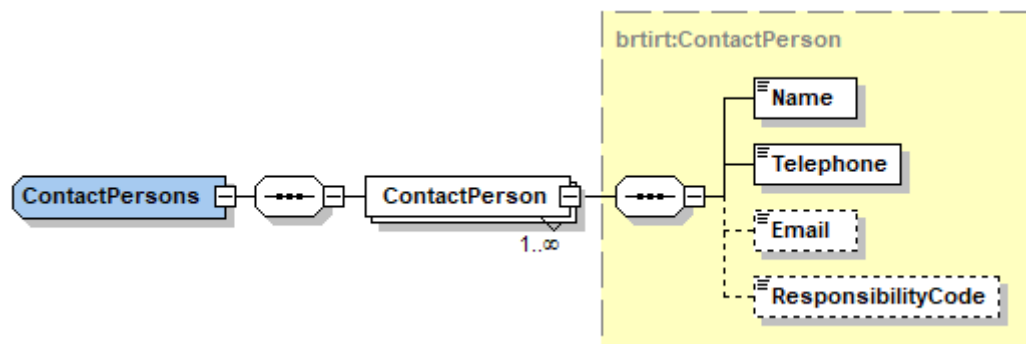 brtirt:ContactPerson
Name
Telephone
ContactPersons
ContactPerson
1..∞
Email
ResponsibilityCode